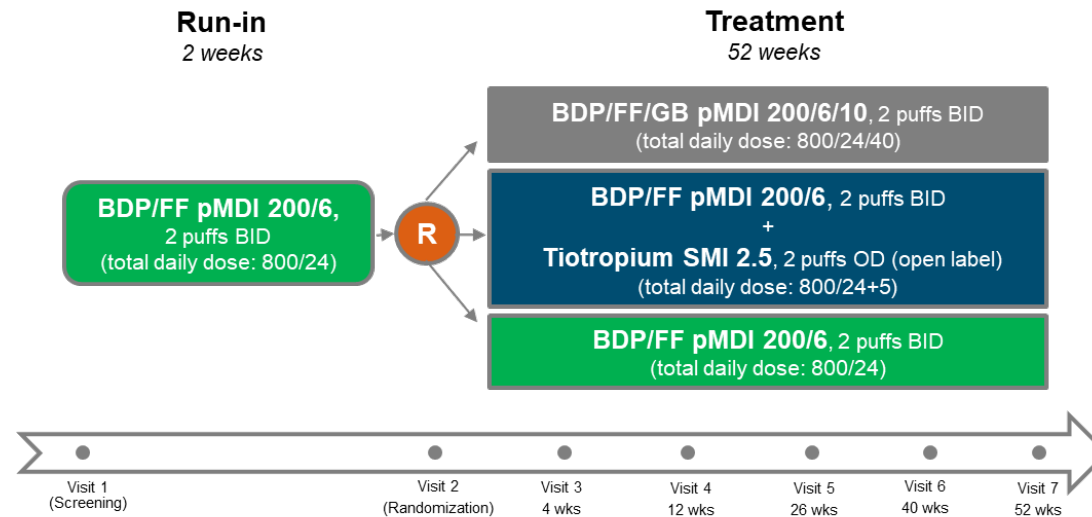 Run-in
2 weeks
Treatment
52 weeks
BDP/FF pMDI 200/6,
2 puffs BID
(total daily dose: 800/24)
R
BDP/FF/GB pMDI 200/6/10, 2 puffs BID
(total daily dose: 800/24/40)
BDP/FF pMDI 200/6, 2 puffs BID
+
Tiotropium SMI 2.5, 2 puffs OD (open label)
(total daily dose: 800/24+5)
BDP/FF pMDI 200/6, 2 puffs BID
(total daily dose: 800/24)
Visit 1
(Screening)
Visit 2
(Randomization)
Visit 3
4 wks
Visit 4
12 wks
Visit 5
26 wks
Visit 6
40 wks
Visit 7
52 wks